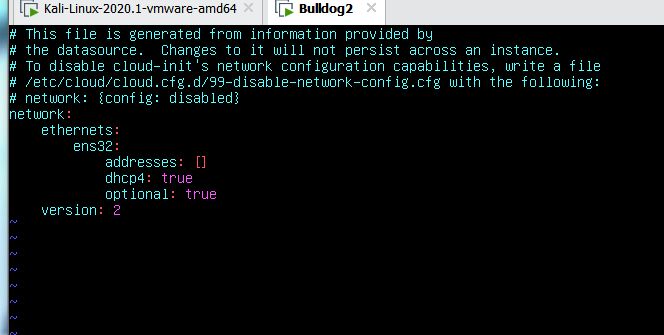 Kali-Linux-2020.1-vmware-amd64 × Bulldog2 ×
# This file is generated from information provided by
# the datasource.  Changes to it will not persist across an instance.
# To disable cloud-init's network configuration capabilities, write a file
# /etc/cloud/cloud.cfg.d/99-disable-network-config.cfg with the following:
# network: {config: disabled}
network:
    ethernets:
        ens32:
            addresses: []
            dhcp4: true
            optional: true
    version: 2
~
~
~
~
~
~
~